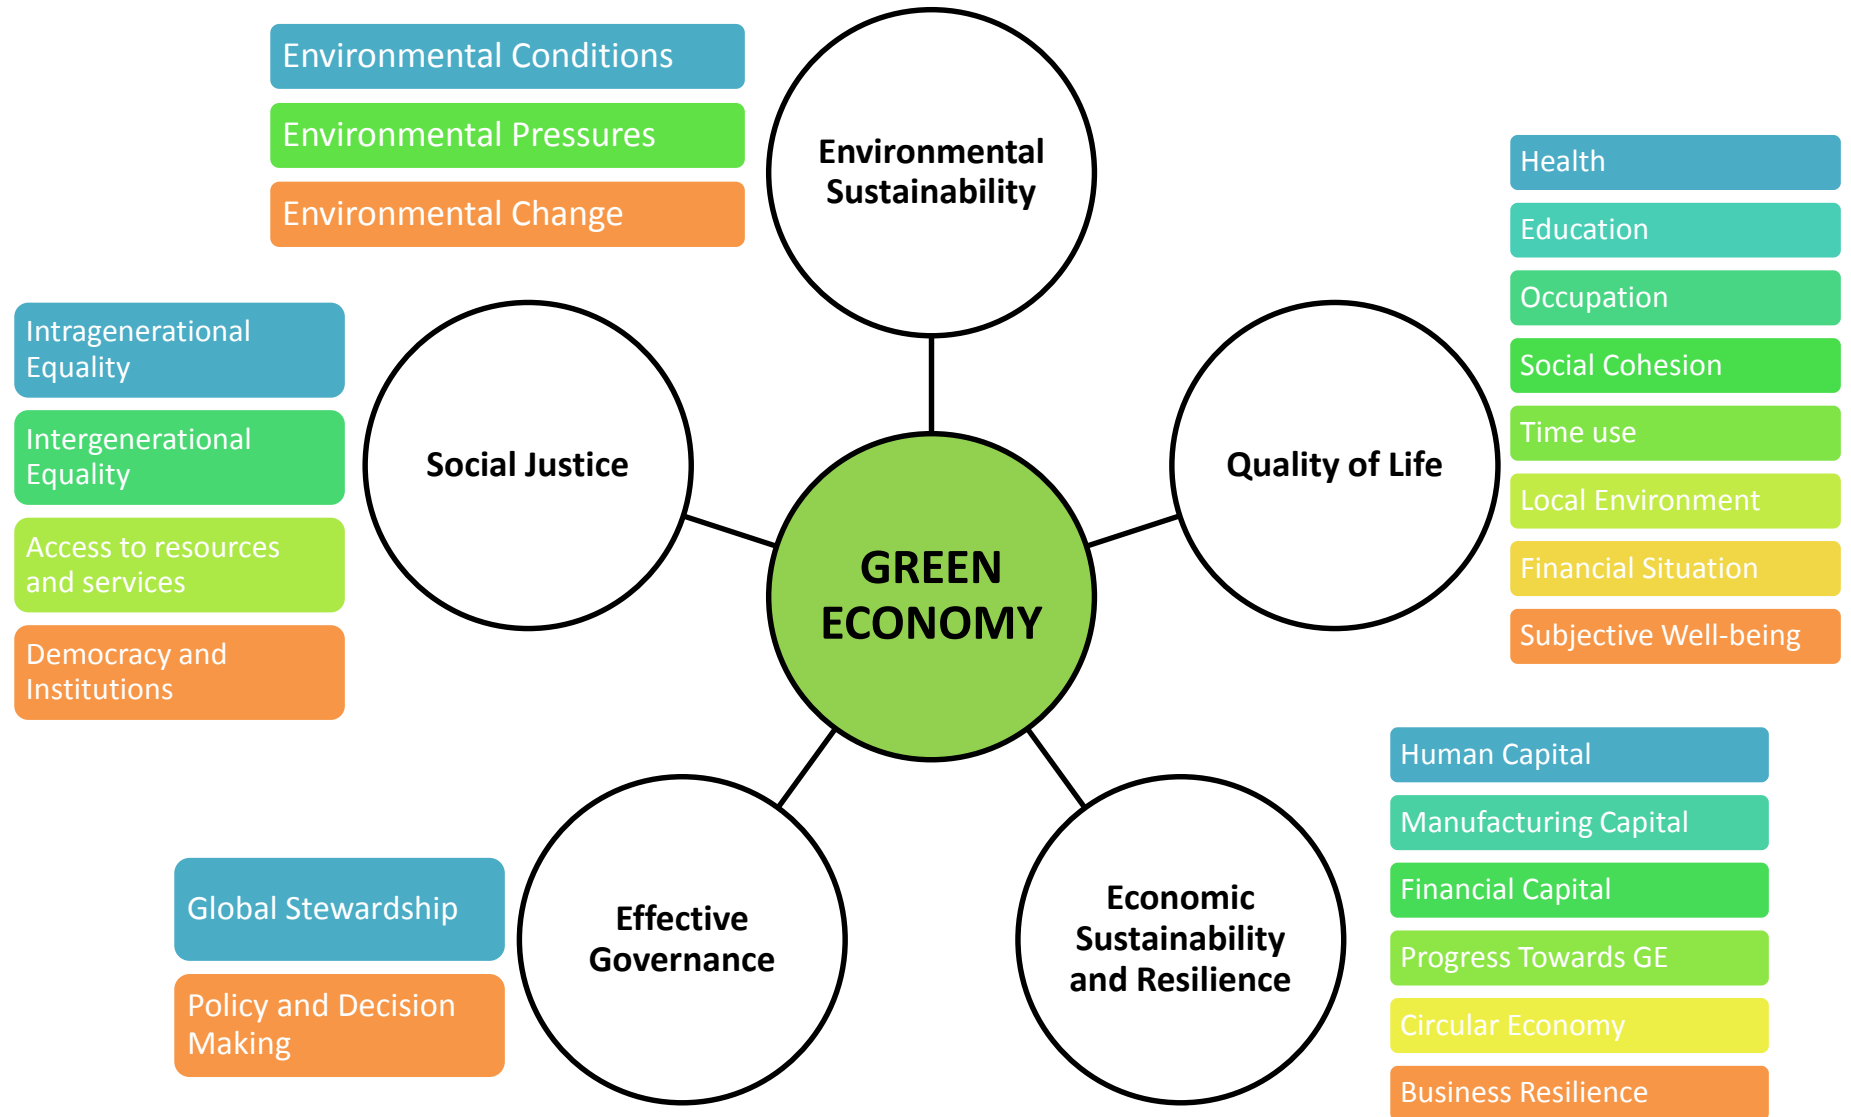 Environmental Conditions
Environmental Pressures
Environmental Change
Environmental
Sustainability
Health
Education
Occupation
Social Cohesion
Time use
Local Environment
Financial Situation
Subjective Well-being
Quality of Life
Intragenerational
Equality
Intergenerational
Equality
Access to resources
and services
Democracy and
Institutions
Social Justice
GREEN
ECONOMY
Global Stewardship
Policy and Decision
Making
Effective
Governance
Economic
Sustainability
and Resilience
Human Capital
Manufacturing Capital
Financial Capital
Progress Towards GE
Circular Economy
Business Resilience